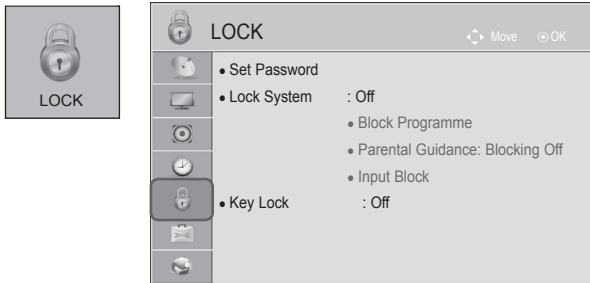 LOCK
LOCK Move OK
• Set Password
• Lock System : Off
• Block Programme
• Parental Guidance: Blocking Off
• Input Block
• Key Lock : Off